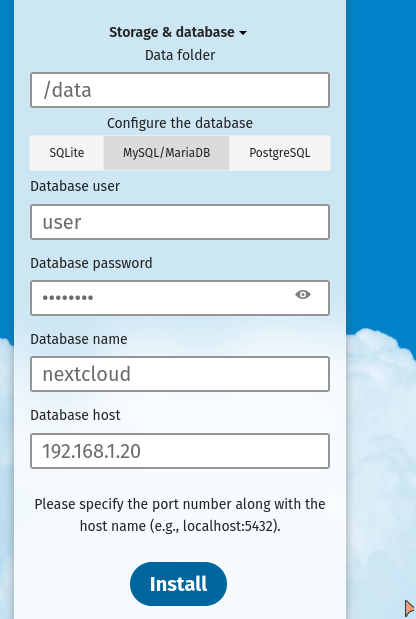 Storage & database
Data folder
/data
Configure the database
SQLite MySQL/MariaDB PostgreSQL
Database user
user
Database password
••••••••
Database name
nextcloud
Database host
192.168.1.20
Please specify the port number along with the
host name (e.g., localhost:5432).
Install